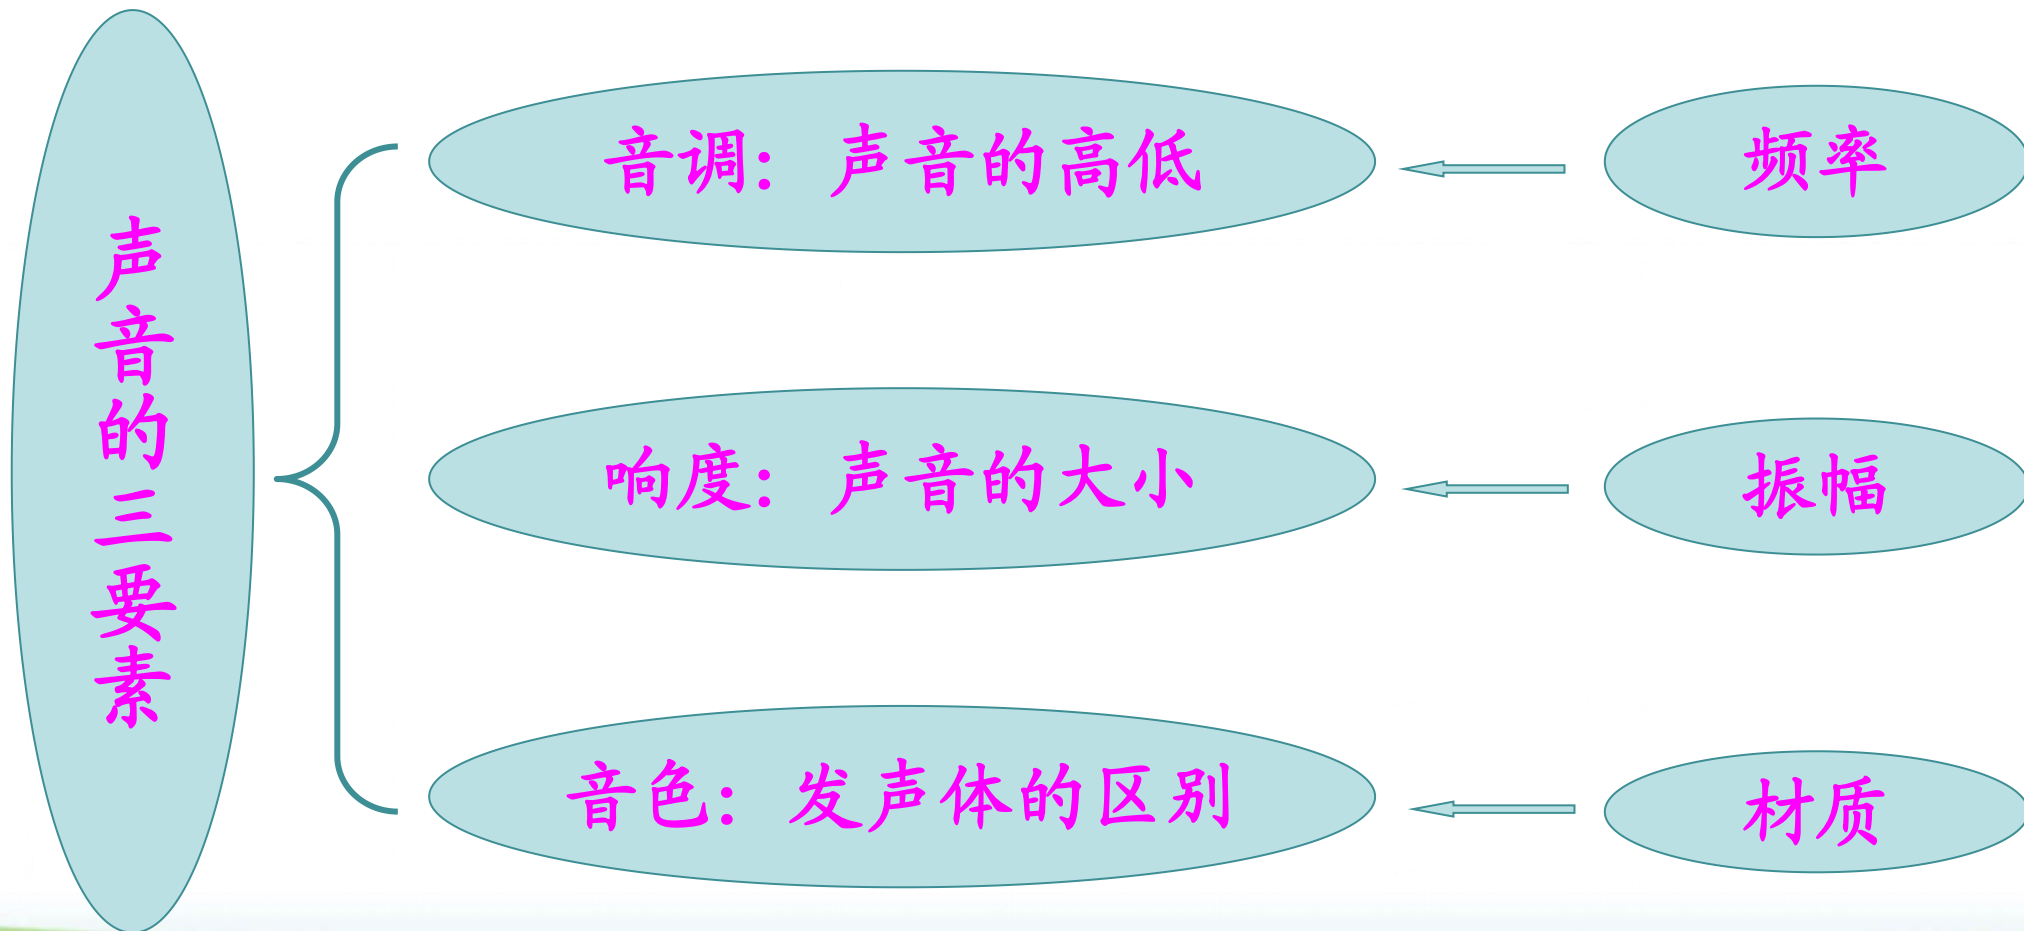 声音的三要素
音调：声音的高低
频率
响度：声音的大小
振幅
音色：发声体的区别
材质